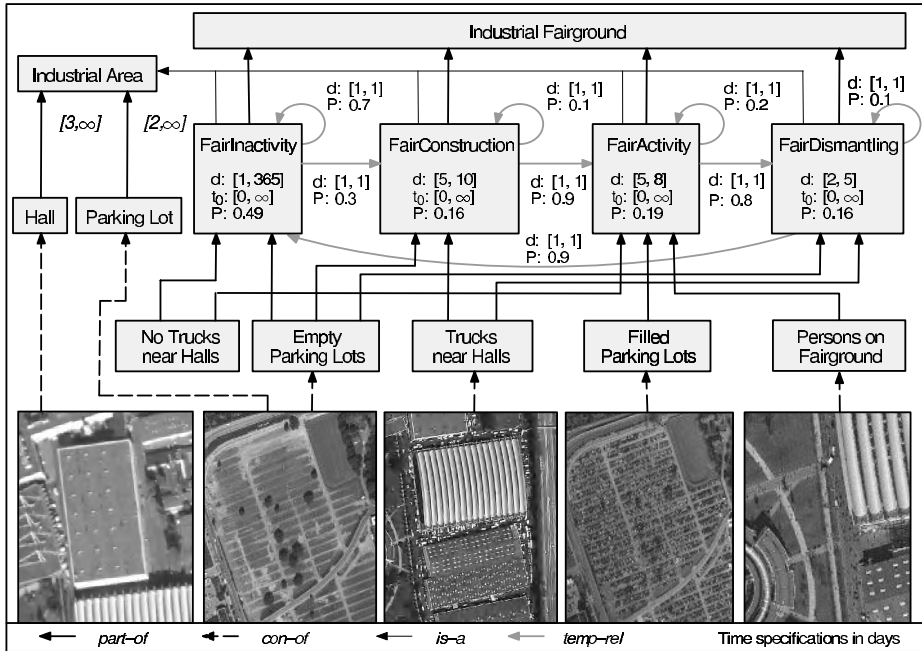 Industrial Fairground
Industrial Area
d: [1, 1]
P: 0.7
d: [1, 1]
P: 0.1
d: [1, 1]
P: 0.2
d: [1, 1]
P: 0.1
[3,∞]
[2,∞]
FairInactivity
d: [1, 365]
t0: [0, ∞]
P: 0.49
d: [1, 1]
P: 0.3
FairConstruction
d: [5, 10]
t0: [0, ∞]
P: 0.16
d: [1, 1]
P: 0.9
FairActivity
d: [5, 8]
t0: [0, ∞]
P: 0.19
d: [1, 1]
P: 0.8
FairDismantling
d: [2, 5]
t0: [0, ∞]
P: 0.16
Hall
Parking Lot
d: [1, 1]
P: 0.9
No Trucks
near Halls
Empty
Parking Lots
Trucks
near Halls
Filled
Parking Lots
Persons on
Fairground
part-of
con-of
is-a
temp-rel
Time specifications in days